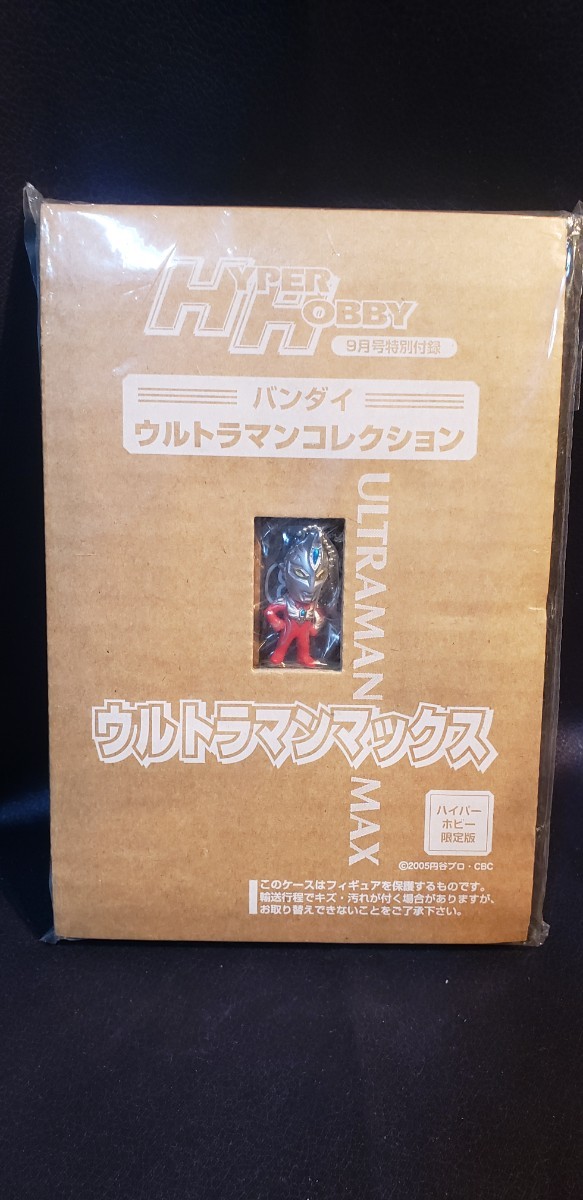 HYPER
HOBBY
9月号特別付録
バンダイ
ウルトラマンコレクション
ULTRAMAN MAX
ウルトラマンマックス
ハイパー
ホビー
限定版
©2005円谷プロ・CBC
このケースはフィギュアを保護するものです。
輸送行程でキズ・汚れが付く場合がありますが、
お取り替えできないことをご了承下さい。